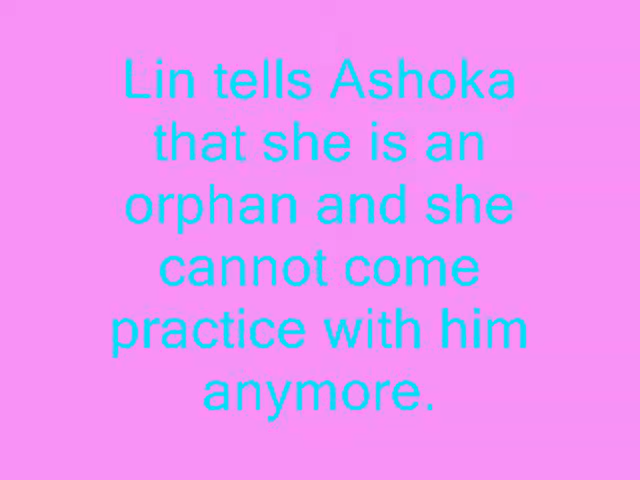 Lin tells Ashoka
that she is an
orphan and she
cannot come
practice with him
anymore.